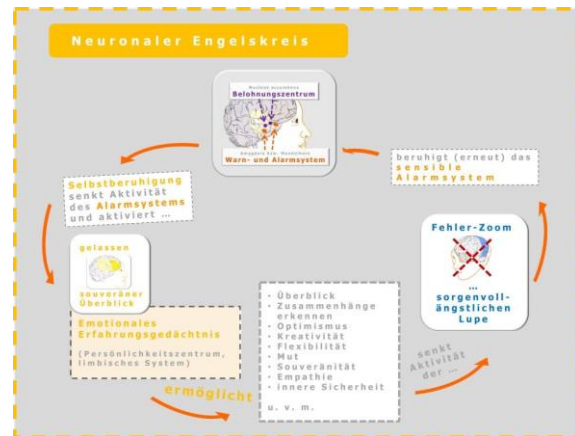 Neuronaler Engelskreis
Belohnungszentrum
Warn- und Alarmsystem
Selbstberuhigung
senkt Aktivität
des Alarmsystems
und aktiviert ...
gelassen
souveräner
Überblick
Emotionales
Erfahrungsgedächtnis
(Persönlichkeitszentrum,
limbisches System)
ermöglicht
· Überblick
· Zusammenhänge
erkennen
· Optimismus
· Kreativität
· Flexibilität
· Mut
· Souveränität
· Empathie
· innere Sicherheit
u. v. m.
senkt
Aktivität
der ...
Fehler-Zoom
...
sorgenvoll-
ängstlichen
Lupe
beruhigt (erneut) das
sensible
Alarmsystem